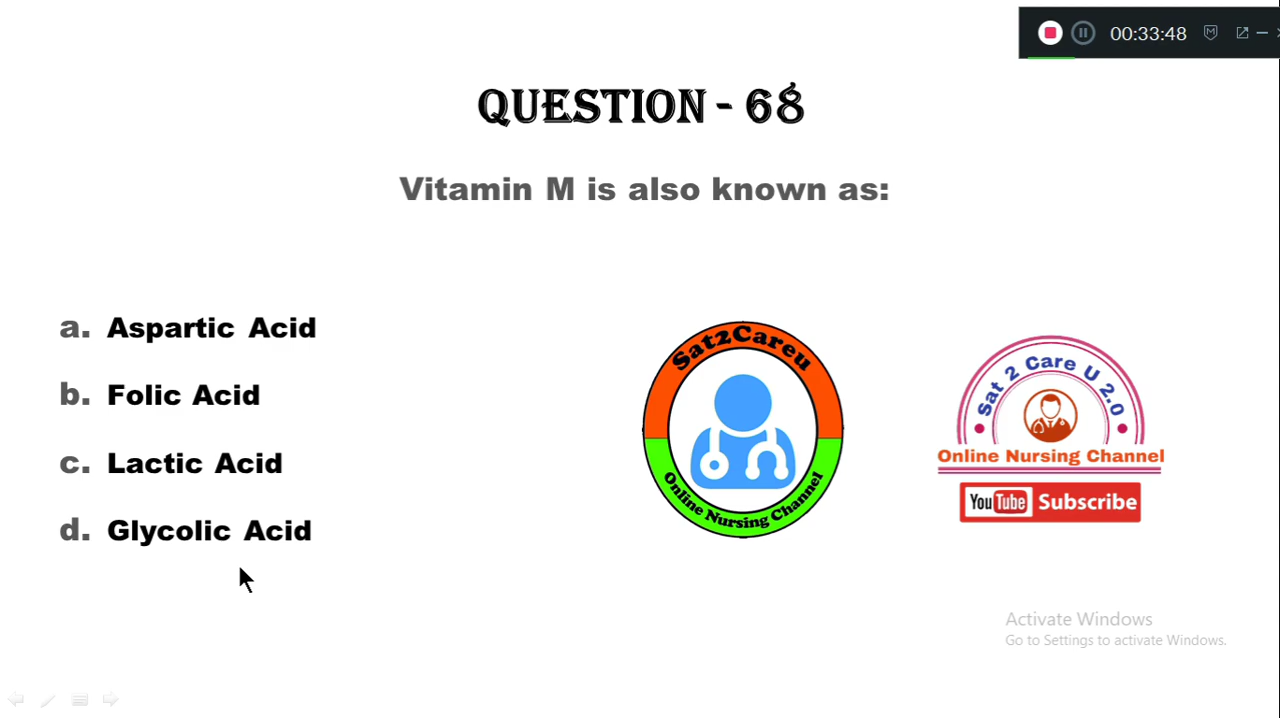 00:33:48
QUESTION - 68
Vitamin M is also known as:
a. Aspartic Acid
b. Folic Acid
c. Lactic Acid
d. Glycolic Acid
Sat2Careu
Online Nursing Channel
Sat 2 Care U 2.0
Online Nursing Channel
YouTube Subscribe
Activate Windows
Go to Settings to activate Windows.